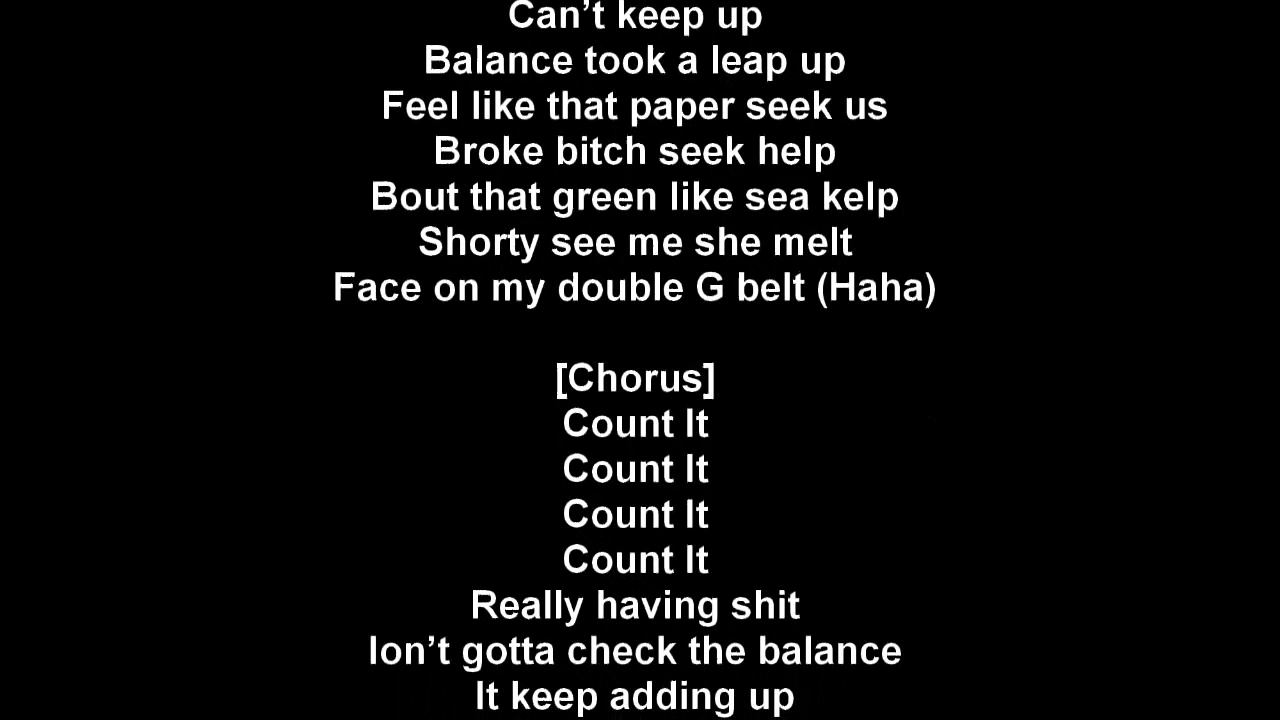 Can’t keep up
Balance took a leap up
Feel like that paper seek us
Broke bitch seek help
Bout that green like sea kelp
Shorty see me she melt
Face on my double G belt (Haha)
[Chorus]
Count It
Count It
Count It
Count It
Really having shit
Ion’t gotta check the balance
It keep adding up